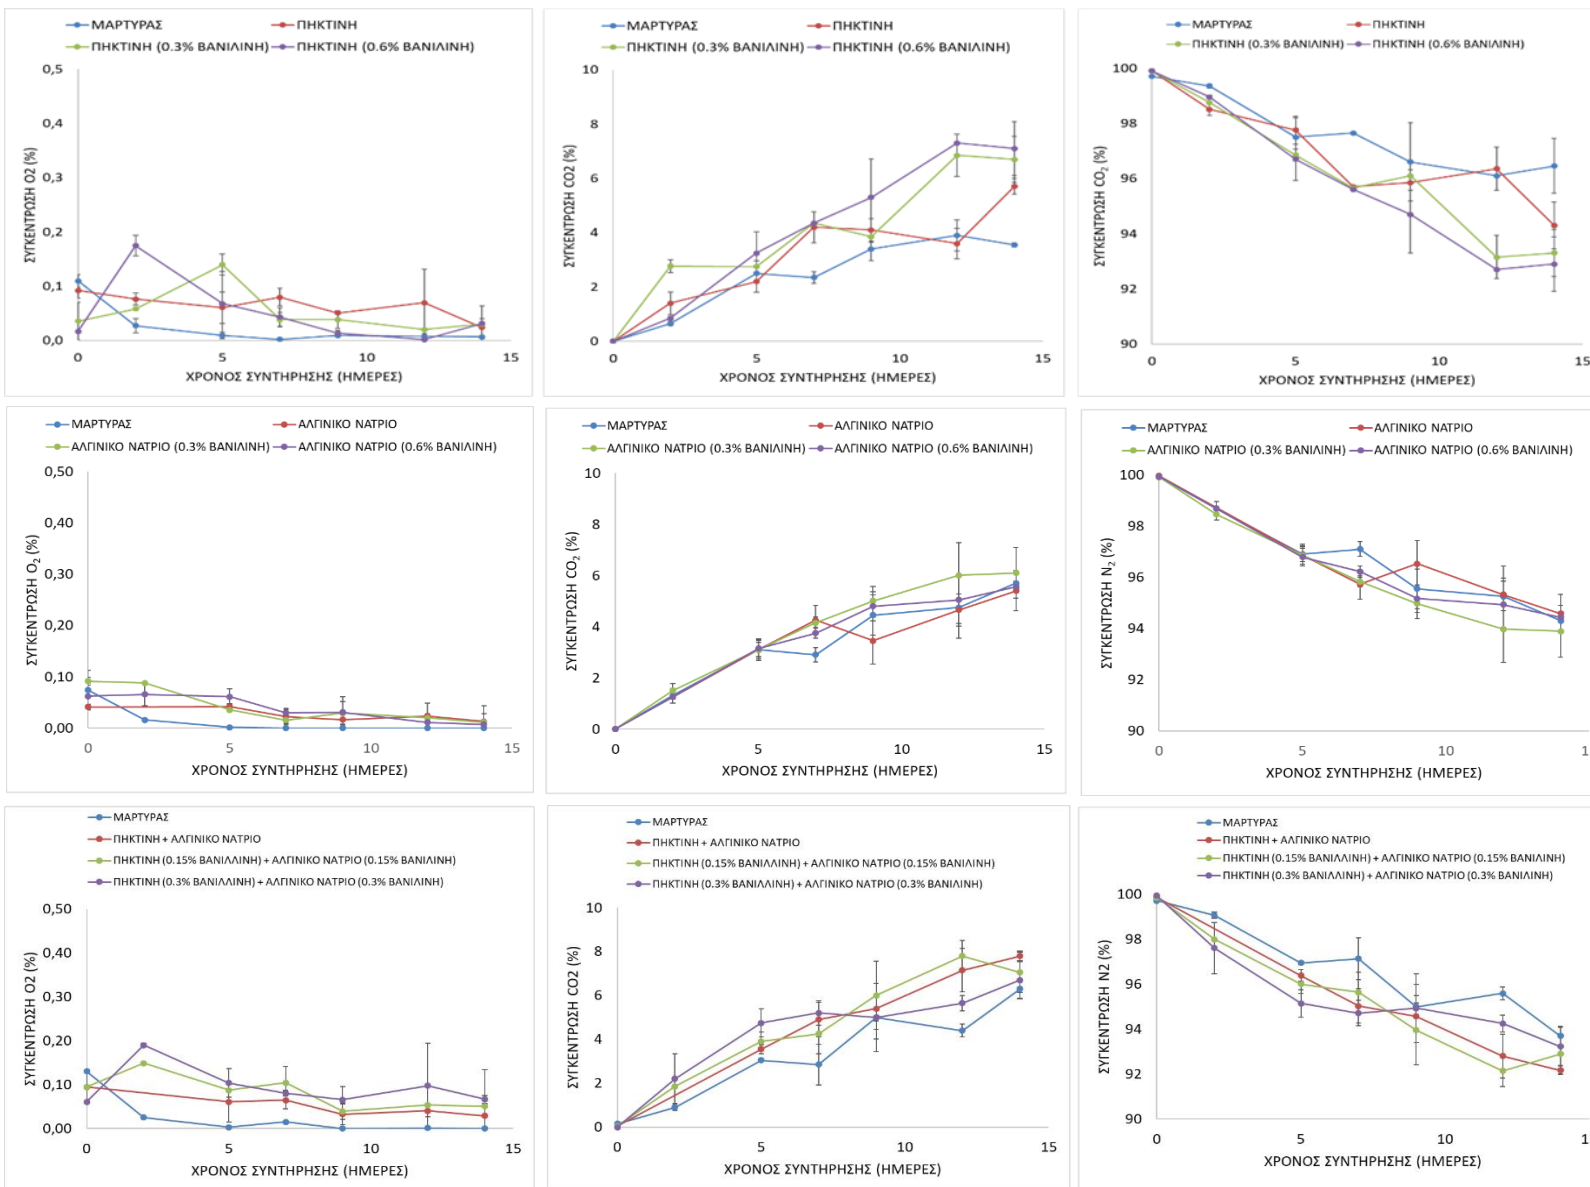 ΜΑΡΤΥΡΑΣ ΠΗΚΤΙΝΗ
ΠΗΚΤΙΝΗ (0.3% ΒΑΝΙΛΙΝΗ) ΠΗΚΤΙΝΗ (0.6% ΒΑΝΙΛΙΝΗ)
ΣΥΓΚΕΝΤΡΩΣΗ O2 (%)
0,5
0,4
0,3
0,2
0,1
0,0
0 5 10 15
ΧΡΟΝΟΣ ΣΥΝΤΗΡΗΣΗΣ (ΗΜΕΡΕΣ)
ΜΑΡΤΥΡΑΣ ΠΗΚΤΙΝΗ
ΠΗΚΤΙΝΗ (0.3% ΒΑΝΙΛΙΝΗ) ΠΗΚΤΙΝΗ (0.6% ΒΑΝΙΛΙΝΗ)
ΣΥΓΚΕΝΤΡΩΣΗ CO2 (%)
10
8
6
4
2
0
0 5 10 15
ΧΡΟΝΟΣ ΣΥΝΤΗΡΗΣΗΣ (ΗΜΕΡΕΣ)
ΜΑΡΤΥΡΑΣ ΠΗΚΤΙΝΗ
ΠΗΚΤΙΝΗ (0.3% ΒΑΝΙΛΙΝΗ) ΠΗΚΤΙΝΗ (0.6% ΒΑΝΙΛΙΝΗ)
ΣΥΓΚΕΝΤΡΩΣΗ CO₂ (%)
100
98
96
94
92
90
0 5 10 15
ΧΡΟΝΟΣ ΣΥΝΤΗΡΗΣΗΣ (ΗΜΕΡΕΣ)
ΜΑΡΤΥΡΑΣ ΑΛΓΙΝΙΚΟ ΝΑΤΡΙΟ
ΑΛΓΙΝΙΚΟ ΝΑΤΡΙΟ (0.3% ΒΑΝΙΛΙΝΗ) ΑΛΓΙΝΙΚΟ ΝΑΤΡΙΟ (0.6% ΒΑΝΙΛΙΝΗ)
ΣΥΓΚΕΝΤΡΩΣΗ O₂ (%)
0,50
0,40
0,30
0,20
0,10
0,00
0 5 10 15
ΧΡΟΝΟΣ ΣΥΝΤΗΡΗΣΗΣ (ΗΜΕΡΕΣ)
ΜΑΡΤΥΡΑΣ ΑΛΓΙΝΙΚΟ ΝΑΤΡΙΟ
ΑΛΓΙΝΙΚΟ ΝΑΤΡΙΟ (0.3% ΒΑΝΙΛΙΝΗ) ΑΛΓΙΝΙΚΟ ΝΑΤΡΙΟ (0.6% ΒΑΝΙΛΙΝΗ)
ΣΥΓΚΕΝΤΡΩΣΗ CO₂ (%)
10
8
6
4
2
0
0 5 10 15
ΧΡΟΝΟΣ ΣΥΝΤΗΡΗΣΗΣ (ΗΜΕΡΕΣ)
ΜΑΡΤΥΡΑΣ ΑΛΓΙΝΙΚΟ ΝΑΤΡΙΟ
ΑΛΓΙΝΙΚΟ ΝΑΤΡΙΟ (0.3% ΒΑΝΙΛΙΝΗ) ΑΛΓΙΝΙΚΟ ΝΑΤΡΙΟ (0.6% ΒΑΝΙΛΙΝΗ)
ΣΥΓΚΕΝΤΡΩΣΗ N₂ (%)
100
98
96
94
92
90
0 5 10
ΧΡΟΝΟΣ ΣΥΝΤΗΡΗΣΗΣ (ΗΜΕΡΕΣ)
ΜΑΡΤΥΡΑΣ
ΠΗΚΤΙΝΗ + ΑΛΓΙΝΙΚΟ ΝΑΤΡΙΟ
ΠΗΚΤΙΝΗ (0.15% ΒΑΝΙΛΛΙΝΗ) + ΑΛΓΙΝΙΚΟ ΝΑΤΡΙΟ (0.15% ΒΑΝΙΛΙΝΗ)
ΠΗΚΤΙΝΗ (0.3% ΒΑΝΙΛΛΙΝΗ) + ΑΛΓΙΝΙΚΟ ΝΑΤΡΙΟ (0.3% ΒΑΝΙΛΙΝΗ)
ΣΥΓΚΕΝΤΡΩΣΗ O2 (%)
0,50
0,40
0,30
0,20
0,10
0,00
0 5 10 15
ΧΡΟΝΟΣ ΣΥΝΤΗΡΗΣΗΣ (ΗΜΕΡΕΣ)
ΜΑΡΤΥΡΑΣ
ΠΗΚΤΙΝΗ + ΑΛΓΙΝΙΚΟ ΝΑΤΡΙΟ
ΠΗΚΤΙΝΗ (0.15% ΒΑΝΙΛΛΙΝΗ) + ΑΛΓΙΝΙΚΟ ΝΑΤΡΙΟ (0.15% ΒΑΝΙΛΙΝΗ)
ΠΗΚΤΙΝΗ (0.3% ΒΑΝΙΛΛΙΝΗ) + ΑΛΓΙΝΙΚΟ ΝΑΤΡΙΟ (0.3% ΒΑΝΙΛΙΝΗ)
ΣΥΓΚΕΝΤΡΩΣΗ CO2 (%)
10
8
6
4
2
0
0 5 10 15
ΧΡΟΝΟΣ ΣΥΝΤΗΡΗΣΗΣ (ΗΜΕΡΕΣ)
ΜΑΡΤΥΡΑΣ
ΠΗΚΤΙΝΗ + ΑΛΓΙΝΙΚΟ ΝΑΤΡΙΟ
ΠΗΚΤΙΝΗ (0.15% ΒΑΝΙΛΛΙΝΗ) + ΑΛΓΙΝΙΚΟ ΝΑΤΡΙΟ (0.15% ΒΑΝΙΛΙΝΗ)
ΠΗΚΤΙΝΗ (0.3% ΒΑΝΙΛΛΙΝΗ) + ΑΛΓΙΝΙΚΟ ΝΑΤΡΙΟ (0.3% ΒΑΝΙΛΙΝΗ)
ΣΥΓΚΕΝΤΡΩΣΗ N2 (%)
100
98
96
94
92
90
0 5 10
ΧΡΟΝΟΣ ΣΥΝΤΗΡΗΣΗΣ (ΗΜΕΡΕΣ)